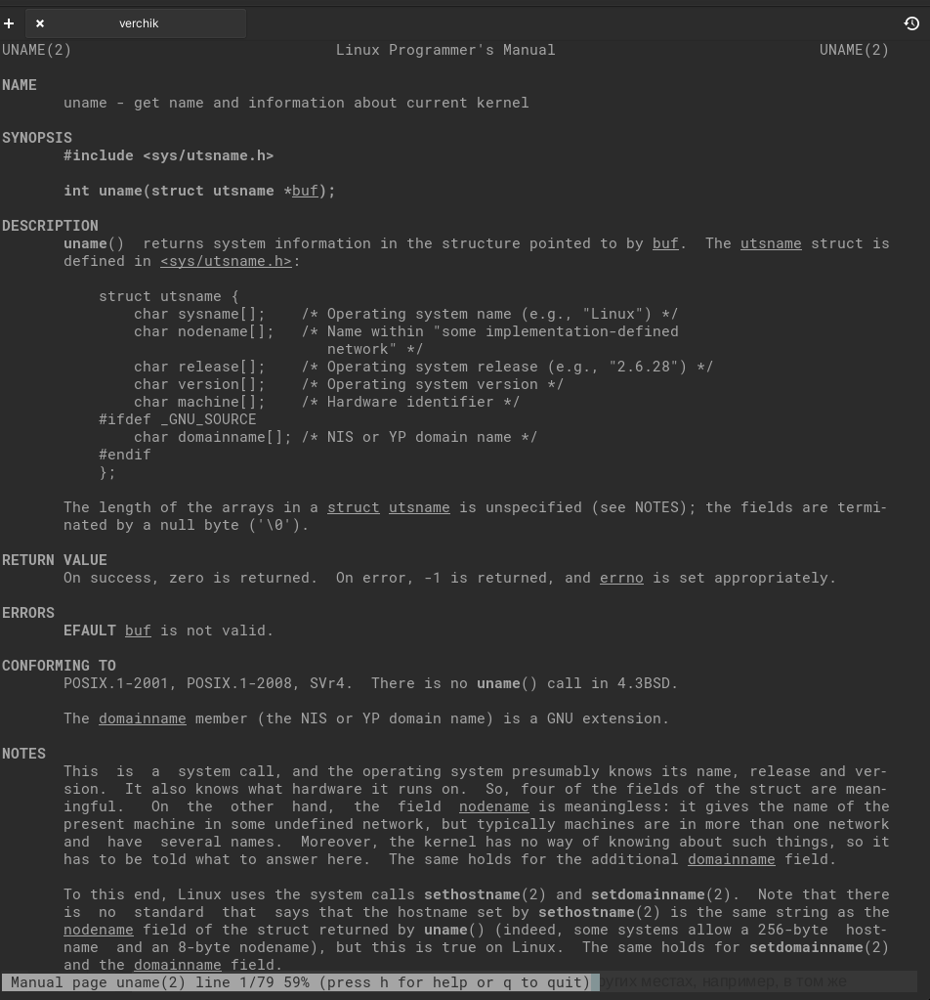 verchik
UNAME(2) Linux Programmer's Manual UNAME(2)
NAME
uname - get name and information about current kernel
SYNOPSIS
#include <sys/utsname.h>
int uname(struct utsname *buf);
DESCRIPTION
uname() returns system information in the structure pointed to by buf. The utsname struct is
defined in <sys/utsname.h>:
struct utsname {
char sysname[]; /* Operating system name (e.g., "Linux") */
char nodename[]; /* Name within "some implementation-defined
network" */
char release[]; /* Operating system release (e.g., "2.6.28") */
char version[]; /* Operating system version */
char machine[]; /* Hardware identifier */
#ifdef _GNU_SOURCE
char domainname[]; /* NIS or YP domain name */
#endif
};
The length of the arrays in a struct utsname is unspecified (see NOTES); the fields are termi-
nated by a null byte ('\0').
RETURN VALUE
On success, zero is returned. On error, -1 is returned, and errno is set appropriately.
ERRORS
EFAULT buf is not valid.
CONFORMING TO
POSIX.1-2001, POSIX.1-2008, SVr4. There is no uname() call in 4.3BSD.
The domainname member (the NIS or YP domain name) is a GNU extension.
NOTES
This is a system call, and the operating system presumably knows its name, release and ver-
sion. It also knows what hardware it runs on. So, four of the fields of the struct are mean-
ingful. On the other hand, the field nodename is meaningless: it gives the name of the
present machine in some undefined network, but typically machines are in more than one network
and have several names. Moreover, the kernel has no way of knowing about such things, so it
has to be told what to answer here. The same holds for the additional domainname field.
To this end, Linux uses the system calls sethostname(2) and setdomainname(2). Note that there
is no standard that says that the hostname set by sethostname(2) is the same string as the
nodename field of the struct returned by uname() (indeed, some systems allow a 256-byte host-
name and an 8-byte nodename), but this is true on Linux. The same holds for setdomainname(2)
and the domainname field.
Manual page uname(2) line 1/79 59% (press h for help or q to quit) местах, например, в том же